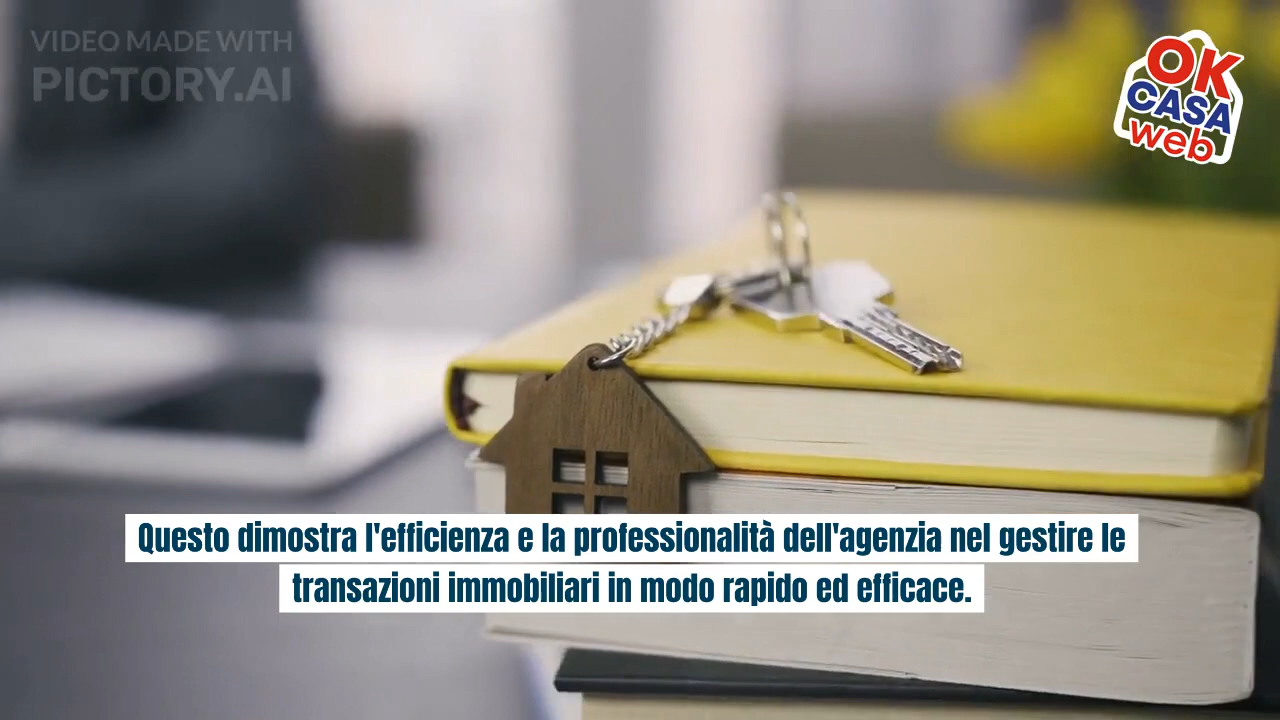 VIDEO MADE WITH
PICTORY.AI
OK
CASA
web
Questo dimostra l'efficienza e la professionalità dell'agenzia nel gestire le
transazioni immobiliari in modo rapido ed efficace.